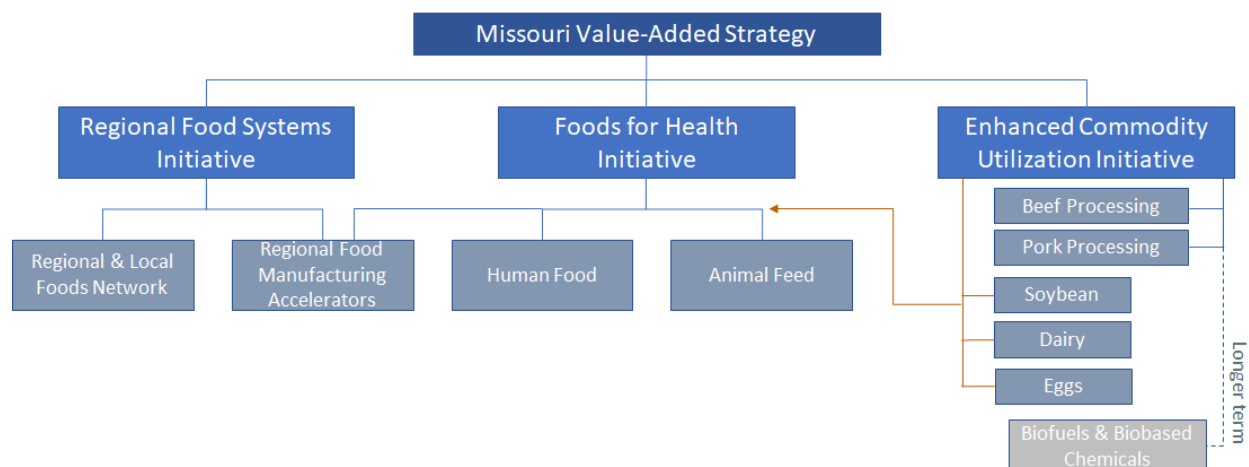 Missouri Value-Added Strategy
Regional Food Systems
Initiative
Foods for Health
Initiative
Enhanced Commodity
Utilization Initiative
Regional & Local
Foods Network
Regional Food
Manufacturing
Accelerators
Human Food
Animal Feed
Beef Processing
Pork Processing
Soybean
Dairy
Eggs
Longer term
Biofuels & Biobased
Chemicals